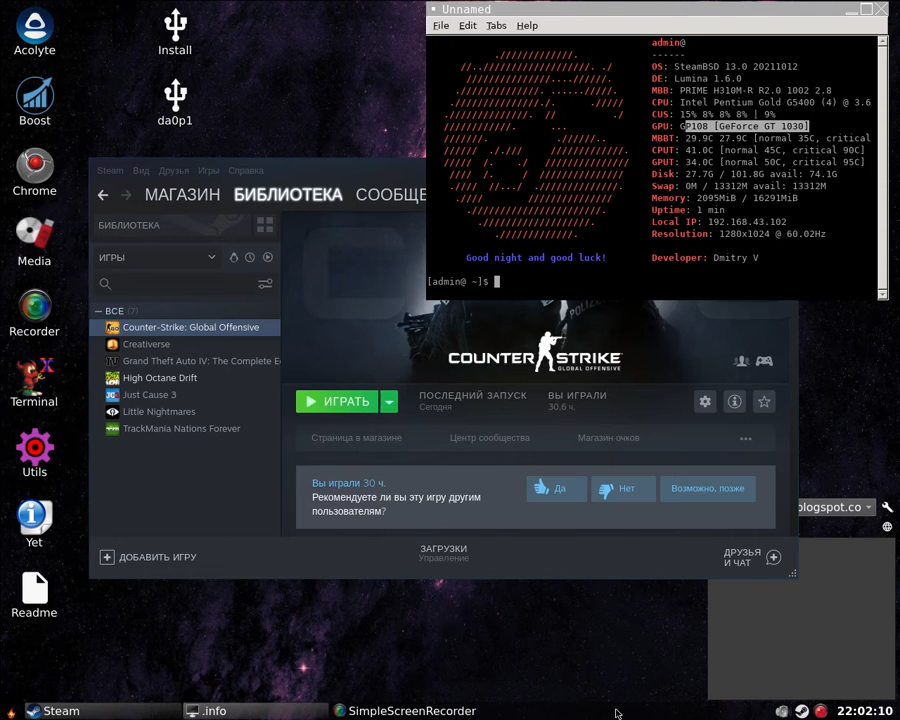 Acolyte
Install
Boost
da0p1
Chrome
Media
Recorder
Terminal
Utils
Yet
Readme
Unnamed
File Edit Tabs Help
admin@
------
OS: SteamBSD 13.0 20211012
DE: Lumina 1.6.0
MBB: PRIME H310M-R R2.0 1002 2.8
CPU: Intel Pentium Gold G5400 (4) @ 3.6
CUS: 15% 8% 8% 8% | 9%
GPU: GP108 [GeForce GT 1030]
MBBT: 29.9C 27.9C [normal 35C, critical
CPUT: 41.0C [normal 45C, critical 90C]
GPUT: 34.0C [normal 50C, critical 95C]
Disk: 27.7G / 101.8G avail: 74.1G
Swap: 0M / 13312M avail: 13312M
Memory: 2095MiB / 16291MiB
Uptime: 1 min
Local IP: 192.168.43.102
Resolution: 1280x1024 @ 60.02Hz
Good night and good luck!
Developer: Dmitry V
[admin@ ~]$
Steam Вид Друзья Игры Справка
МАГАЗИН БИБЛИОТЕКА СООБЩЕ
БИБЛИОТЕКА
ИГРЫ
ВСЕ (7)
Counter-Strike: Global Offensive
Creativerse
Grand Theft Auto IV: The Complete E
High Octane Drift
Just Cause 3
Little Nightmares
TrackMania Nations Forever
POLIZEI
COUNTER STRIKE
GLOBAL OFFENSIVE
ИГРАТЬ
ПОСЛЕДНИЙ ЗАПУСК
Сегодня
ВЫ ИГРАЛИ
30,6 ч.
Страница в магазине Центр сообщества Магазин очков
Вы играли 30 ч.
Рекомендуете ли вы эту игру другим
пользователям?
Да Нет Возможно, позже
ДОБАВИТЬ ИГРУ
ЗАГРУЗКИ
Управление
ДРУЗЬЯ
И ЧАТ
blogspot.co
Steam .info SimpleScreenRecorder 22:02:10